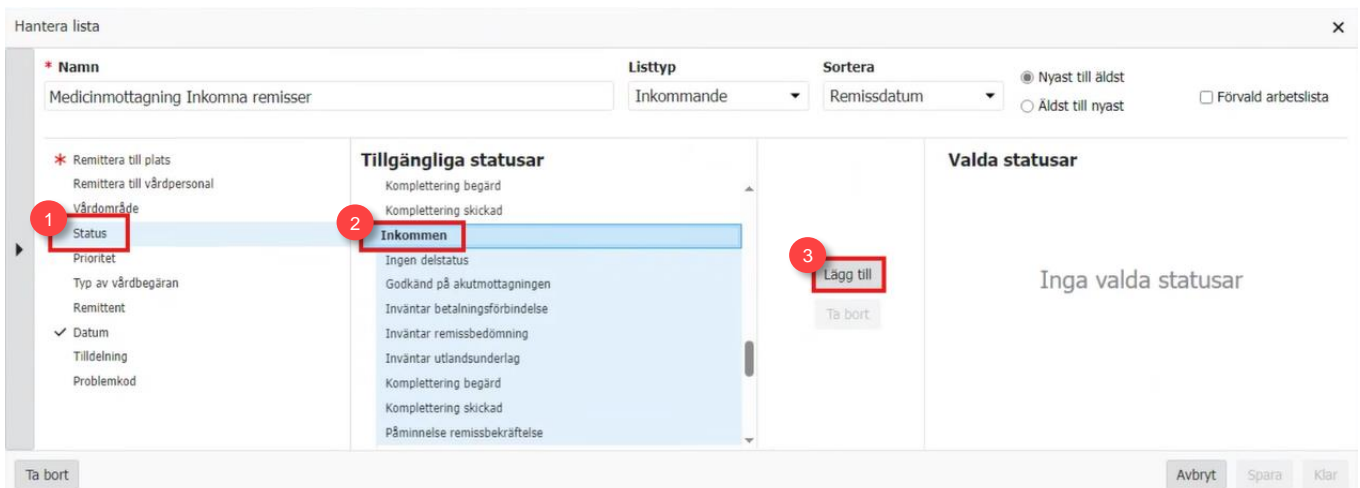 Hantera lista
* Namn
Listtyp
Sortera
Medicinmottagning Inkomna remisser
Inkommande
Remissdatum
Nyast till äldst
Äldst till nyast
Förvald arbetslista
* Remittera till plats
Remittera till vårdpersonal
Vårdområde
1
Status
Prioritet
Typ av vårdbegäran
Remittent
Datum
Tilldelning
Problemkod
Tillgängliga statusar
Komplettering begärd
Komplettering skickad
2
Inkommen
Ingen delstatus
Godkänd på akutmottagningen
Inväntar betalningsförbindelse
Inväntar remissbedömning
Inväntar utlandsunderlag
Komplettering begärd
Komplettering skickad
Påminnelse remissbekräftelse
3
Lägg till
Ta bort
Valda statusar
Inga valda statusar
Ta bort
Avbryt
Spara
Klar